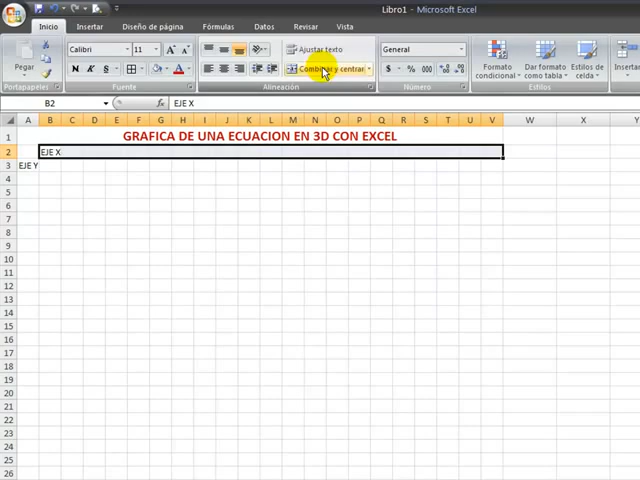 Libro1 - Microsoft Excel
Inicio Insertar Diseño de página Fórmulas Datos Revisar Vista
Calibri 11 Ajustar texto General
Pegar N K S Combinar y centrar $ % 000 Formato condicional Dar formato como tabla Estilos de celda
Portapapeles Fuente Alineación Número Estilos
B2 fx EJE X
A B C D E F G H I J K L M N O P Q R S T U V W X Y
1 GRAFICA DE UNA ECUACION EN 3D CON EXCEL
2 EJE X
3 EJE Y
4
5
6
7
8
9
10
11
12
13
14
15
16
17
18
19
20
21
22
23
24
25
26